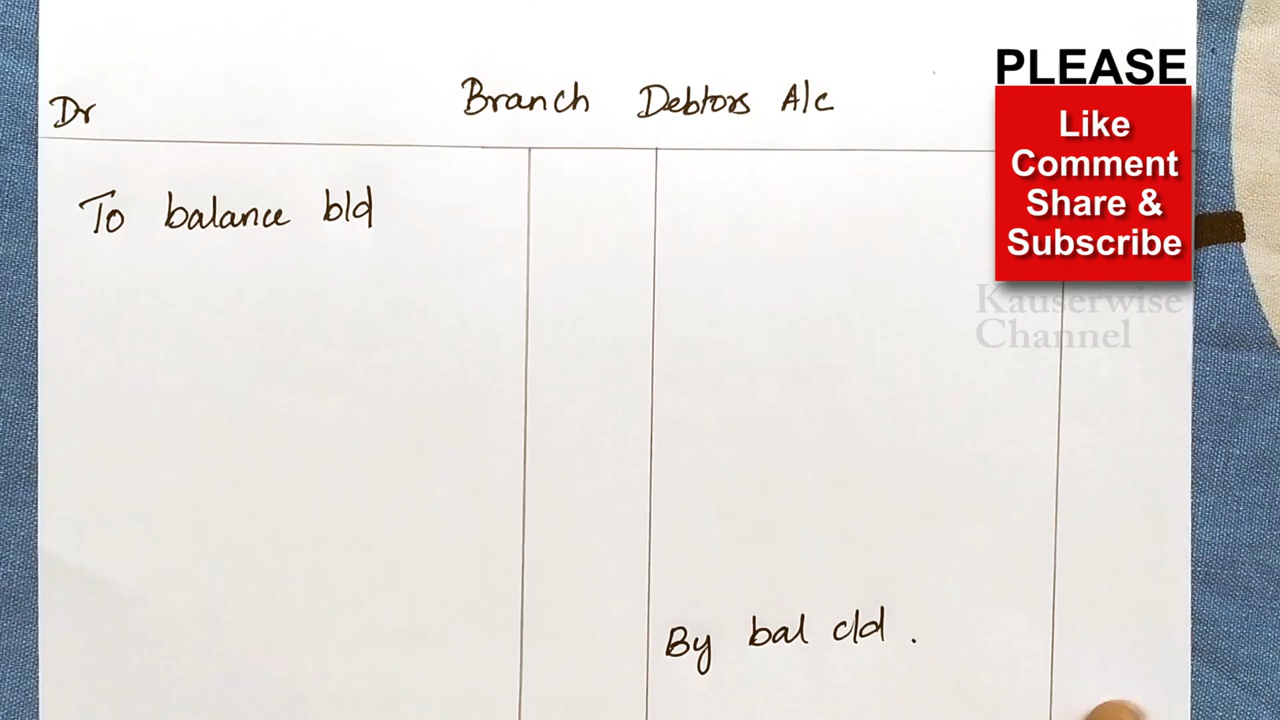 PLEASE
Like
Comment
Share &
Subscribe
Dr Branch Debtors A/c
To balance b/d
Kauserwise
Channel
By bal c/d .